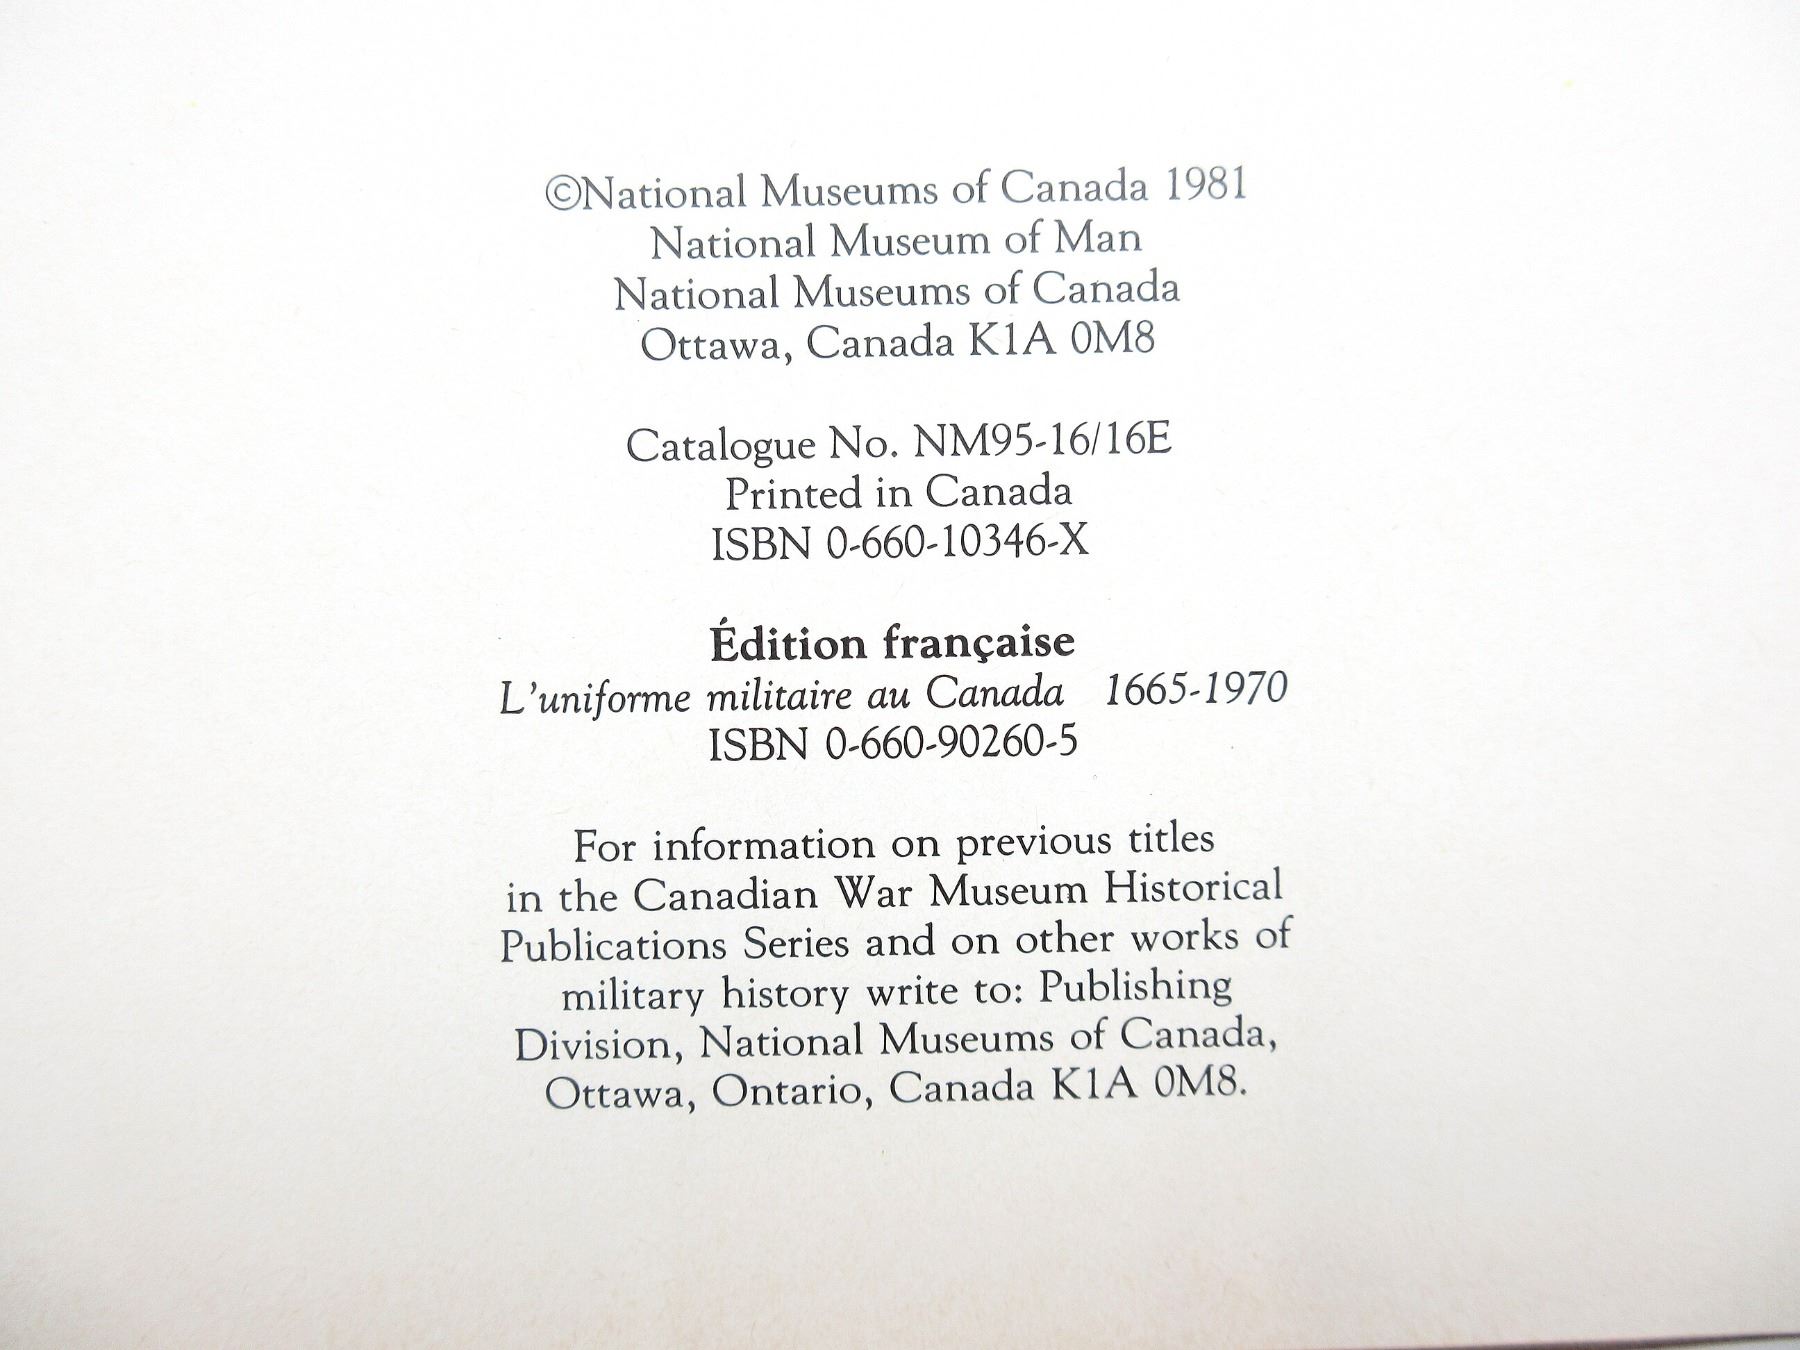 ©National Museums of Canada 1981
National Museum of Man
National Museums of Canada
Ottawa, Canada K1A 0M8
Catalogue No. NM95-16/16E
Printed in Canada
ISBN 0-660-10346-X
Édition française
L'uniforme militaire au Canada 1665-1970
ISBN 0-660-90260-5
For information on previous titles
in the Canadian War Museum Historical
Publications Series and on other works of
military history write to: Publishing
Division, National Museums of Canada,
Ottawa, Ontario, Canada K1A 0M8.